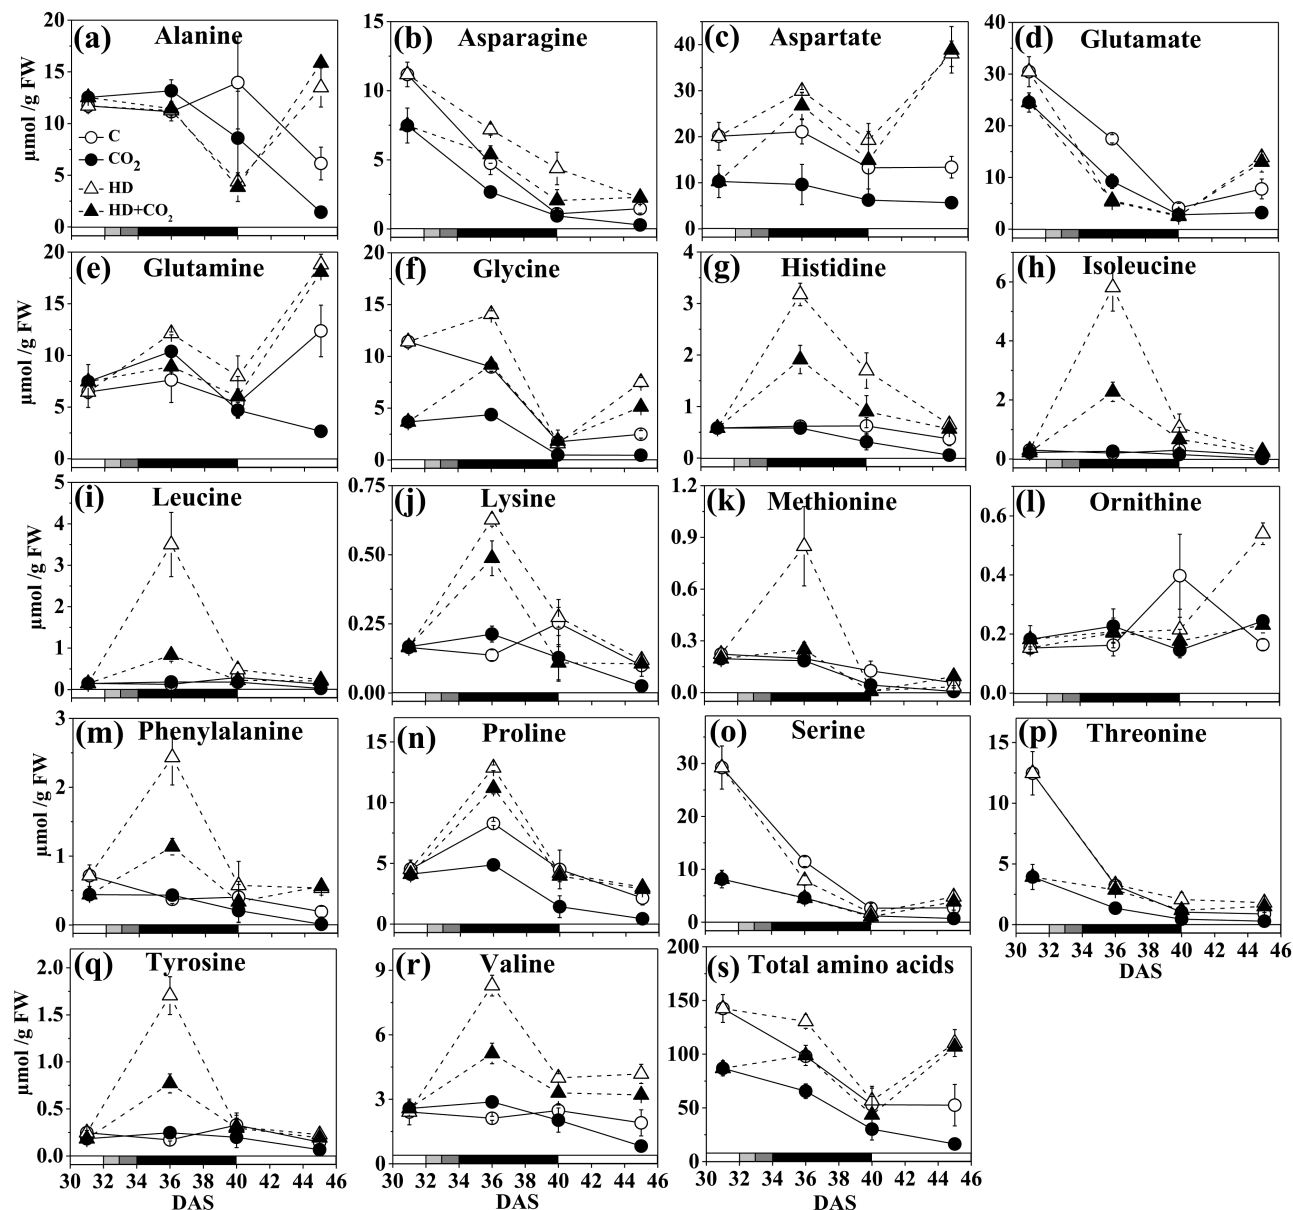 (a) Alanine
(b) Asparagine
(c) Aspartate
(d) Glutamate
µmol /g FW
20
15
10
5
0
C
CO2
HD
HD+CO2
15
10
5
0
40
30
20
10
0
40
30
20
10
0
(e) Glutamine
(f) Glycine
(g) Histidine
(h) Isoleucine
µmol /g FW
20
15
10
5
0
20
15
10
5
0
4
3
2
1
0
6
4
2
0
(i) Leucine
(j) Lysine
(k) Methionine
(l) Ornithine
µmol /g FW
5
4
3
2
1
0
0.75
0.50
0.25
0.00
1.2
0.9
0.6
0.3
0.0
0.6
0.4
0.2
0.0
(m) Phenylalanine
(n) Proline
(o) Serine
(p) Threonine
µmol /g FW
3
2
1
0
15
10
5
0
30
20
10
0
15
10
5
0
30 32 34 36 38 40 42 44 46
DAS
(q) Tyrosine
(r) Valine
(s) Total amino acids
µmol /g FW
2.0
1.5
1.0
0.5
0.0
9
6
3
0
200
150
100
50
0
30 32 34 36 38 40 42 44 46
DAS
30 32 34 36 38 40 42 44 46
DAS
30 32 34 36 38 40 42 44 46
DAS